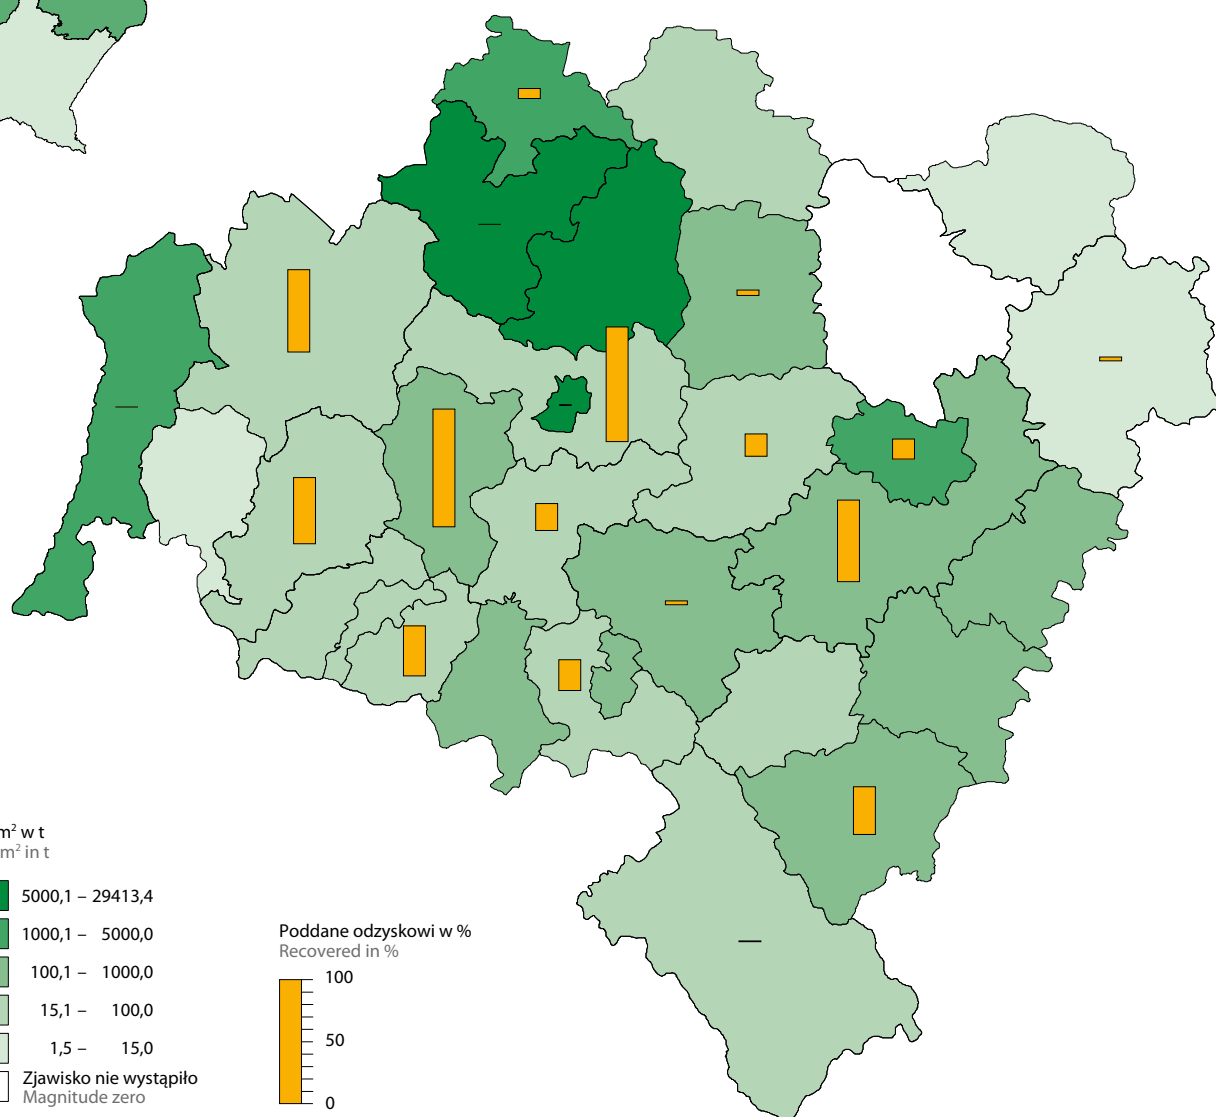 m² w t
m² in t
5000,1 – 29413,4
1000,1 – 5000,0
100,1 – 1000,0
15,1 – 100,0
1,5 – 15,0
Zjawisko nie wystąpiło
Magnitude zero
Poddane odzyskowi w %
Recovered in %
100
50
0